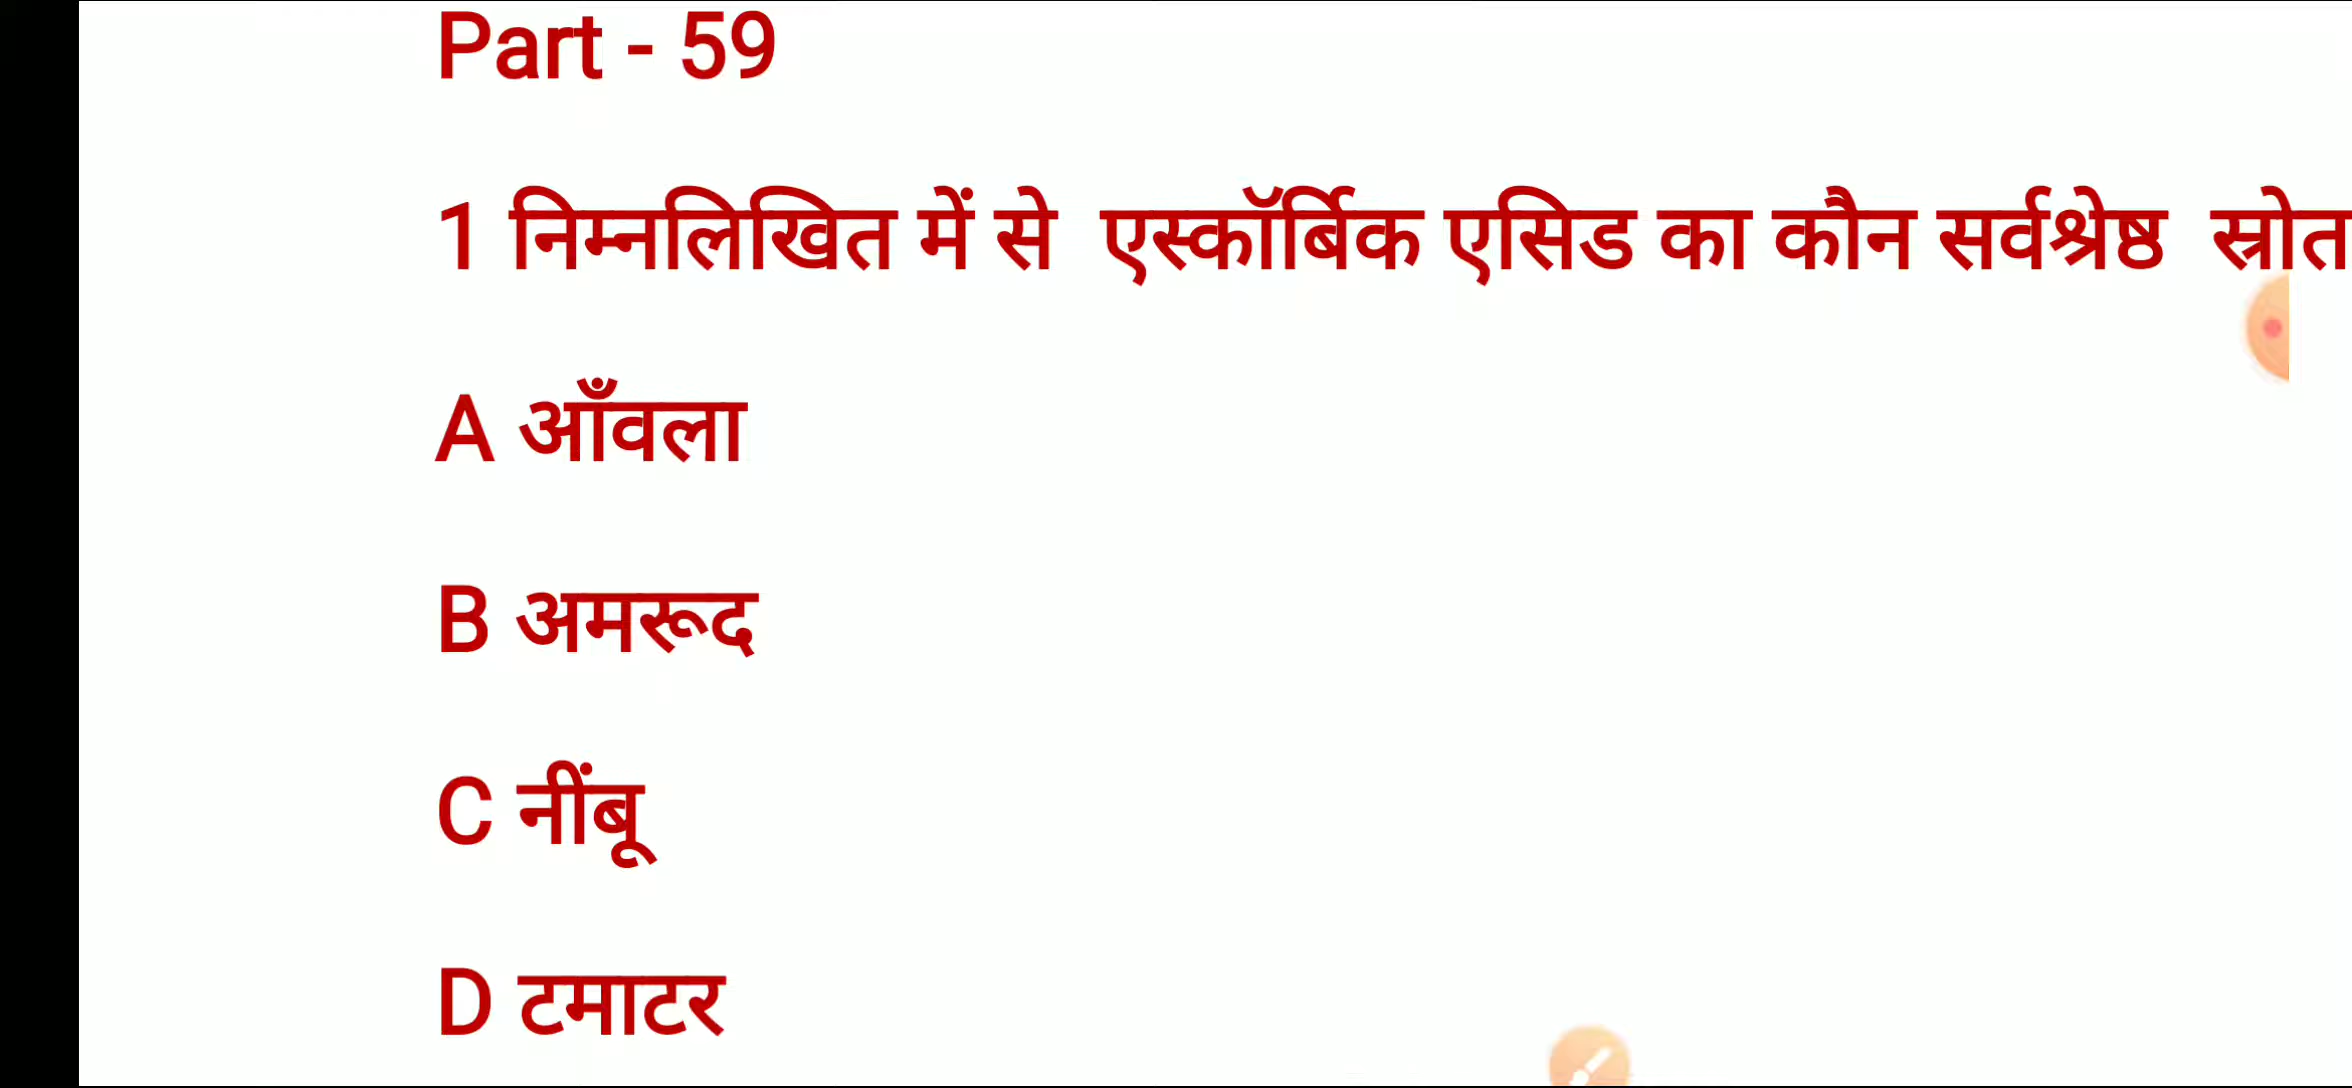 Part - 59
1 निम्नलिखित में से एस्कॉर्बिक एसिड का कौन सर्वश्रेष्ठ स्रोत
A आँवला
B अमरूद
C नींबू
D टमाटर